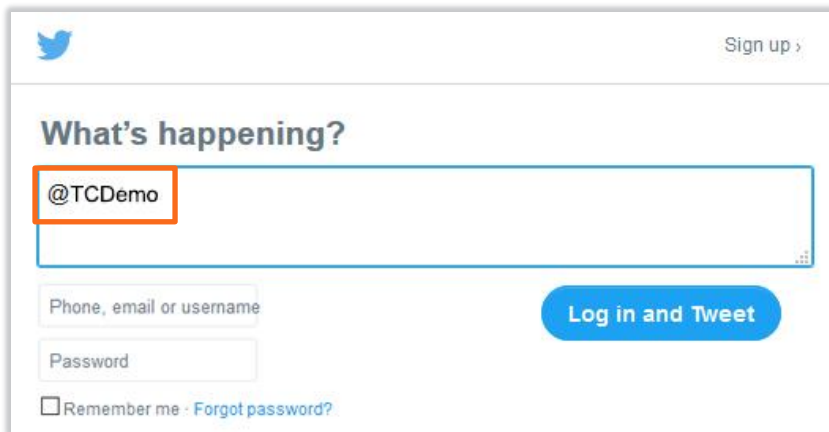 Sign up ›
What's happening?
@TCDemo
Phone, email or username
Log in and Tweet
Password
Remember me · Forgot password?